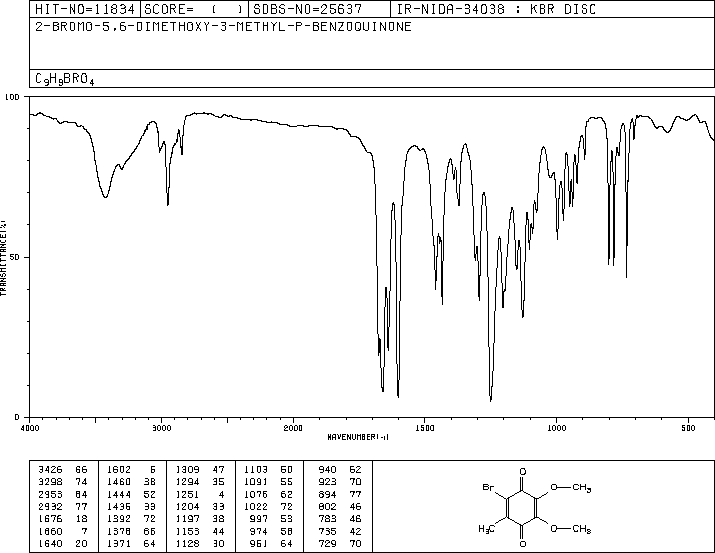 HIT-NO=11834 SCORE= ( ) SDBS-NO=25637 IR-NIDA-34038 : KBR DISC
2-BROMO-5,6-DIMETHOXY-3-METHYL-P-BENZOQUINONE
C9H9BRO4
100
50
0
TRANSMITTANCE(%)
4000 3000 2000 1500 1000 500
WAVENUMBER(-1)
3426 66 1602 6 1309 47 1103 50 940 62
3298 74 1460 38 1294 35 1091 55 923 70
2953 64 1444 52 1251 4 1076 62 894 77
2932 77 1436 33 1204 33 1022 72 802 46
1676 18 1392 72 1197 38 997 53 783 46
1660 7 1378 66 1153 44 974 58 735 42
1640 20 1371 64 1128 30 961 64 729 70
O
Br O CH3
H3C O CH3
O